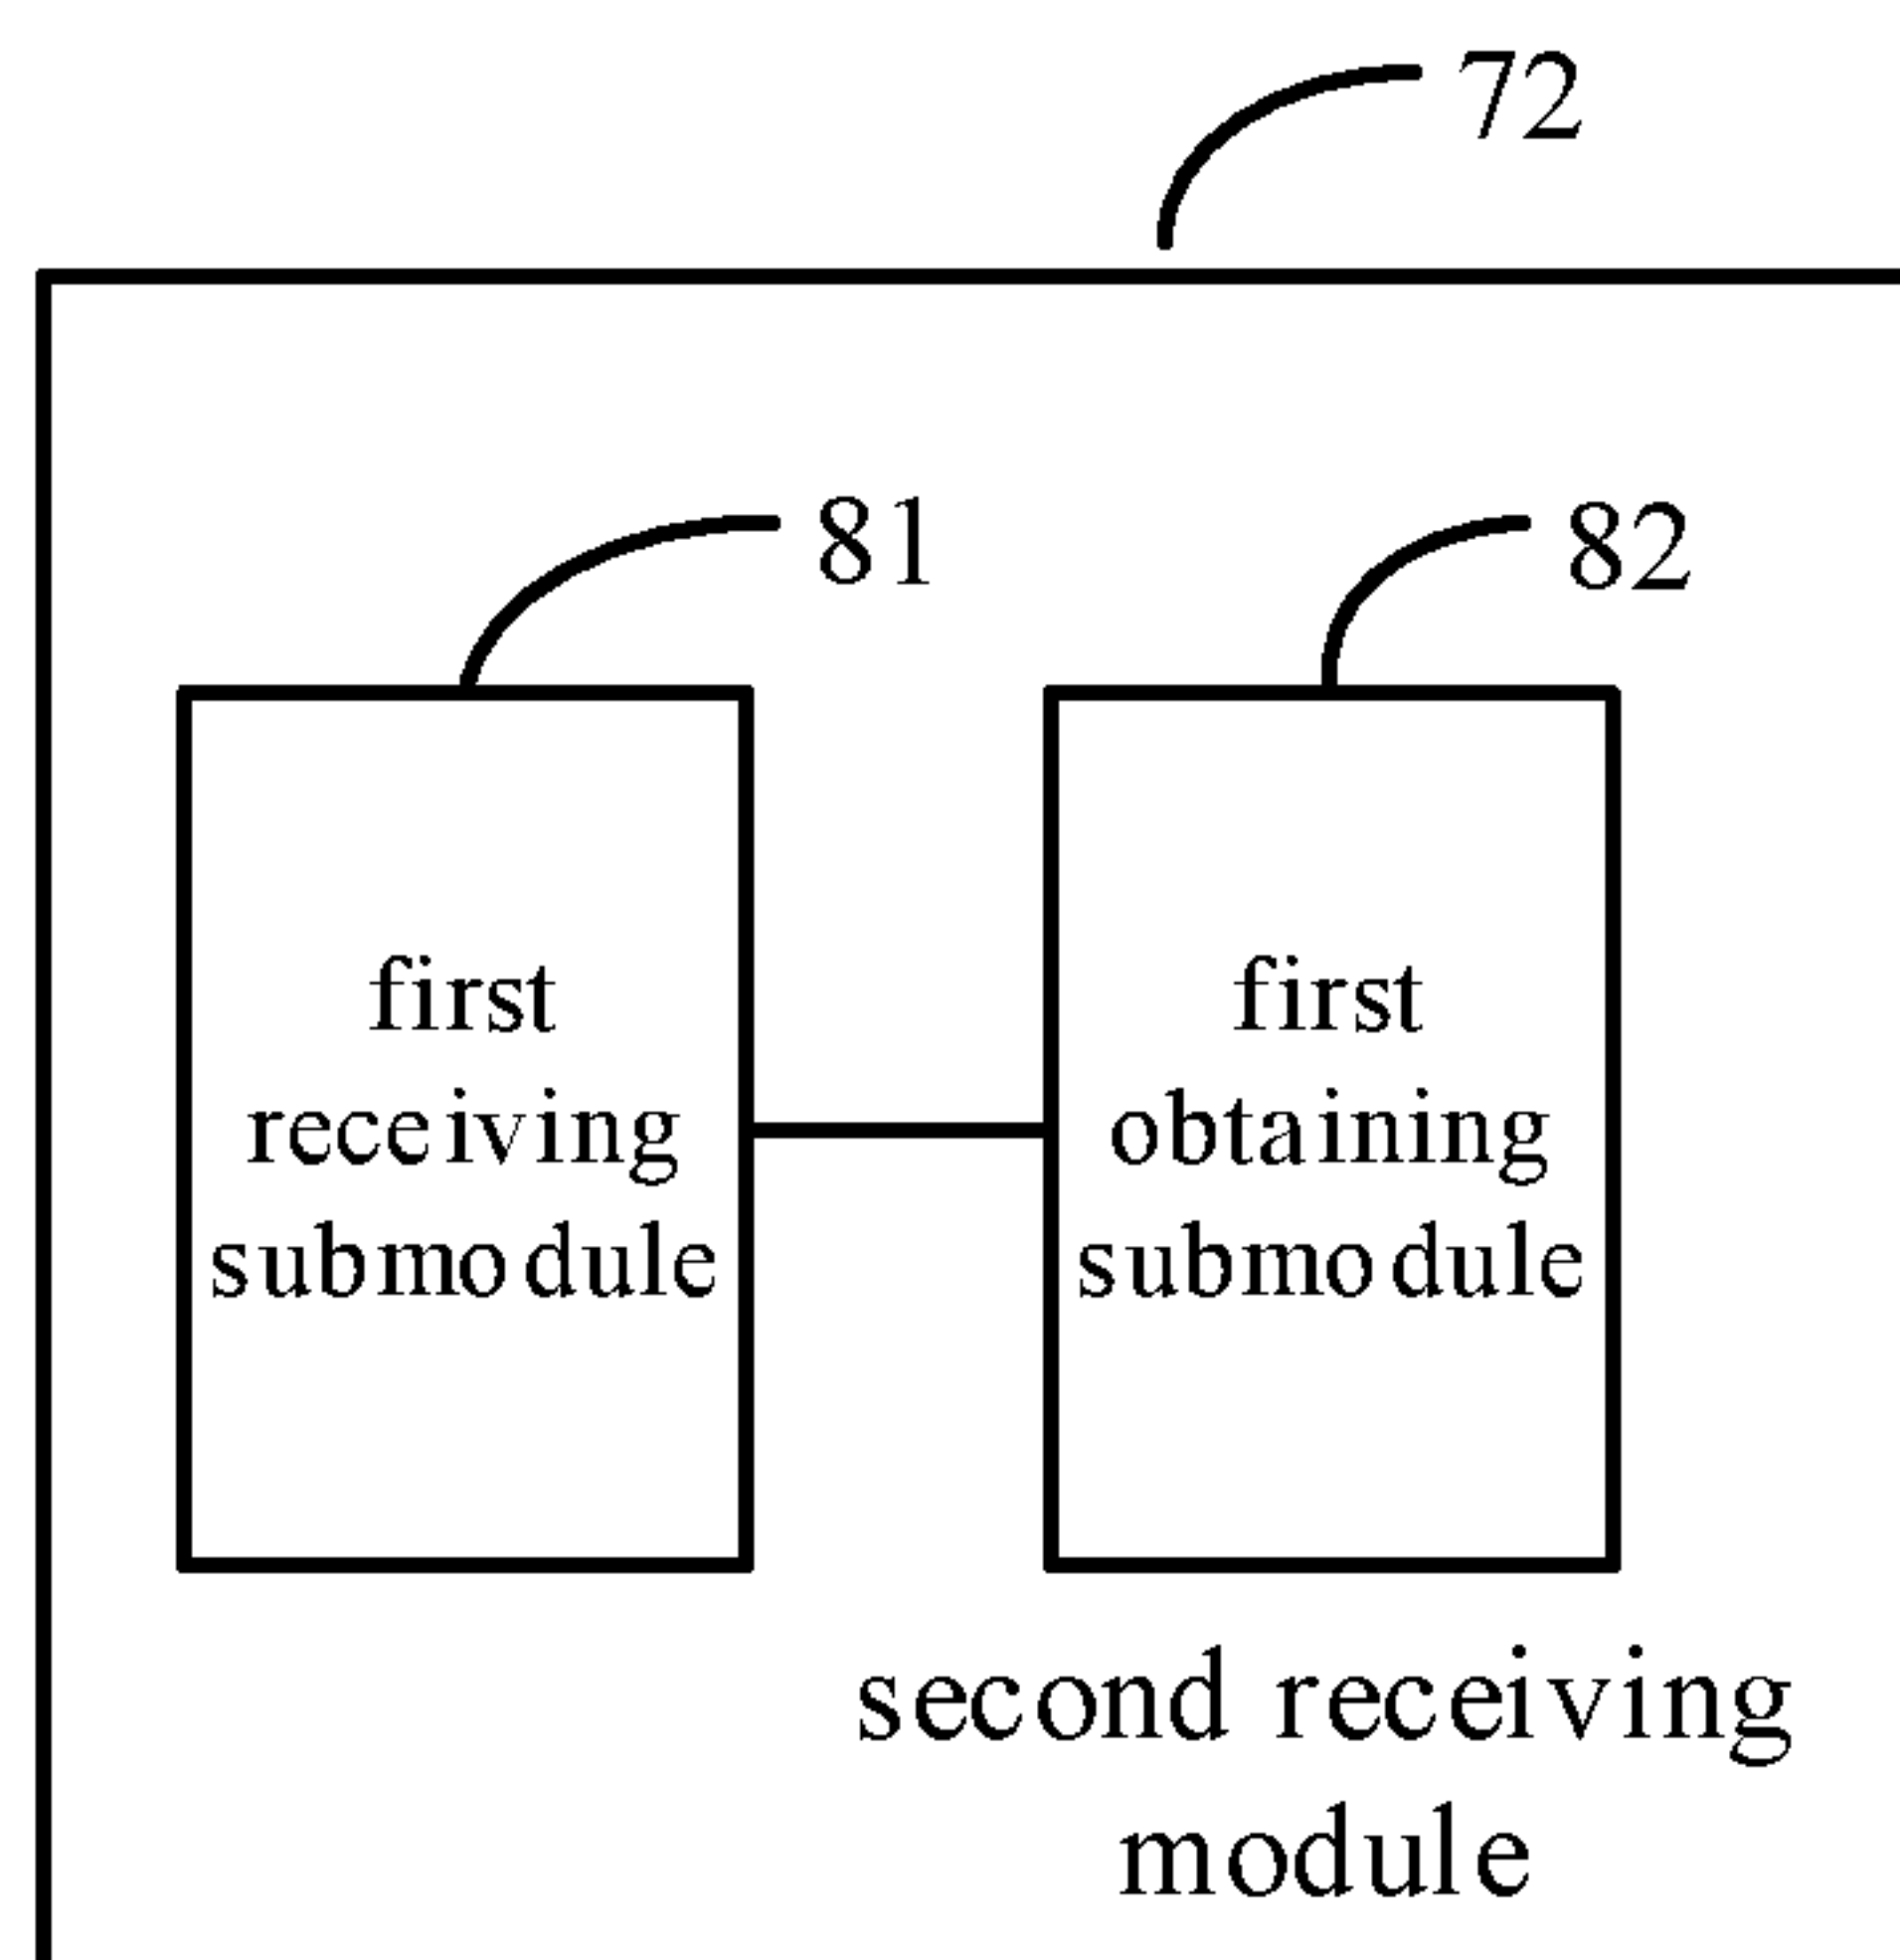 72
81
82
first
receiving
submodule
first
obtaining
submodule
second receiving
module